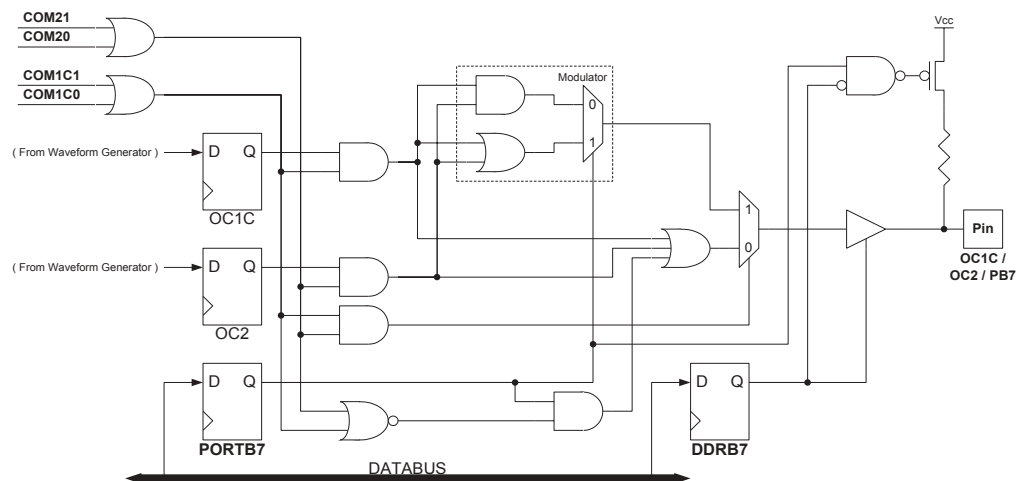 COM21
COM20
COM1C1
COM1C0
Vcc
Modulator
0
1
( From Waveform Generator )
D Q
OC1C
1
0
Pin
OC1C /
OC2 / PB7
( From Waveform Generator )
D Q
OC2
D Q
PORTB7
D Q
DDRB7
DATABUS